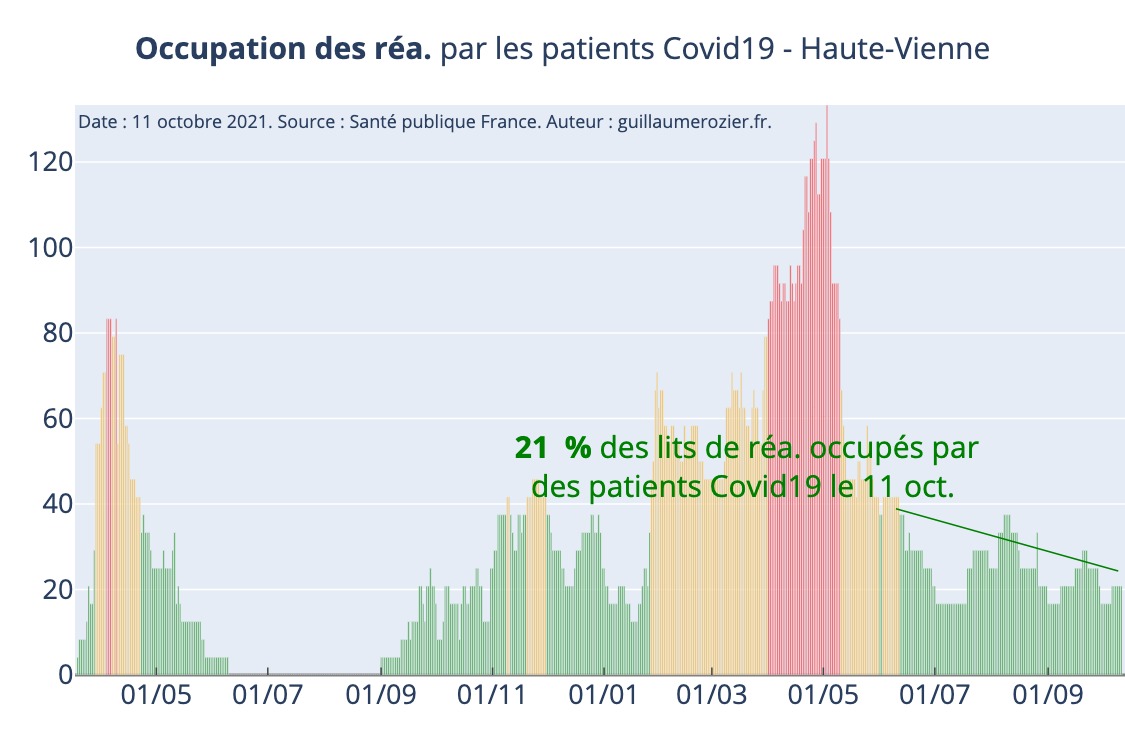 Occupation des réa. par les patients Covid19 - Haute-Vienne
Date : 11 octobre 2021. Source : Santé publique France. Auteur : guillaumerozier.fr.
120
100
80
60
40
20
0
21 % des lits de réa. occupés par
des patients Covid19 le 11 oct.
01/05 01/07 01/09 01/11 01/01 01/03 01/05 01/07 01/09